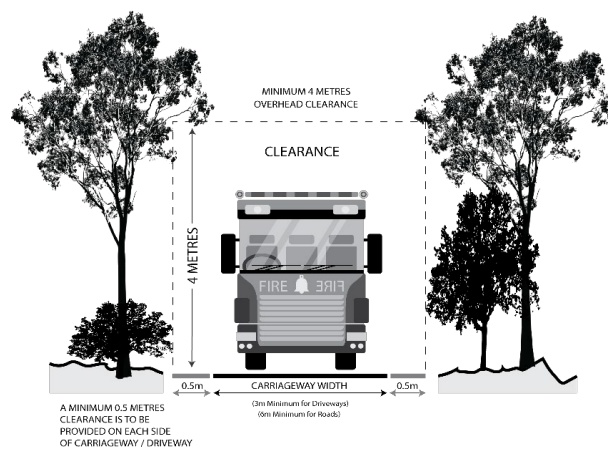 MINIMUM 4 METRES
OVERHEAD CLEARANCE
CLEARANCE
4 METRES
FIRE FIRE
0.5m CARRIAGEWAY WIDTH 0.5m
(3m Minimum for Driveways)
(6m Minimum for Roads)
A MINIMUM 0.5 METRES
CLEARANCE IS TO BE
PROVIDED ON EACH SIDE
OF CARRIAGEWAY / DRIVEWAY